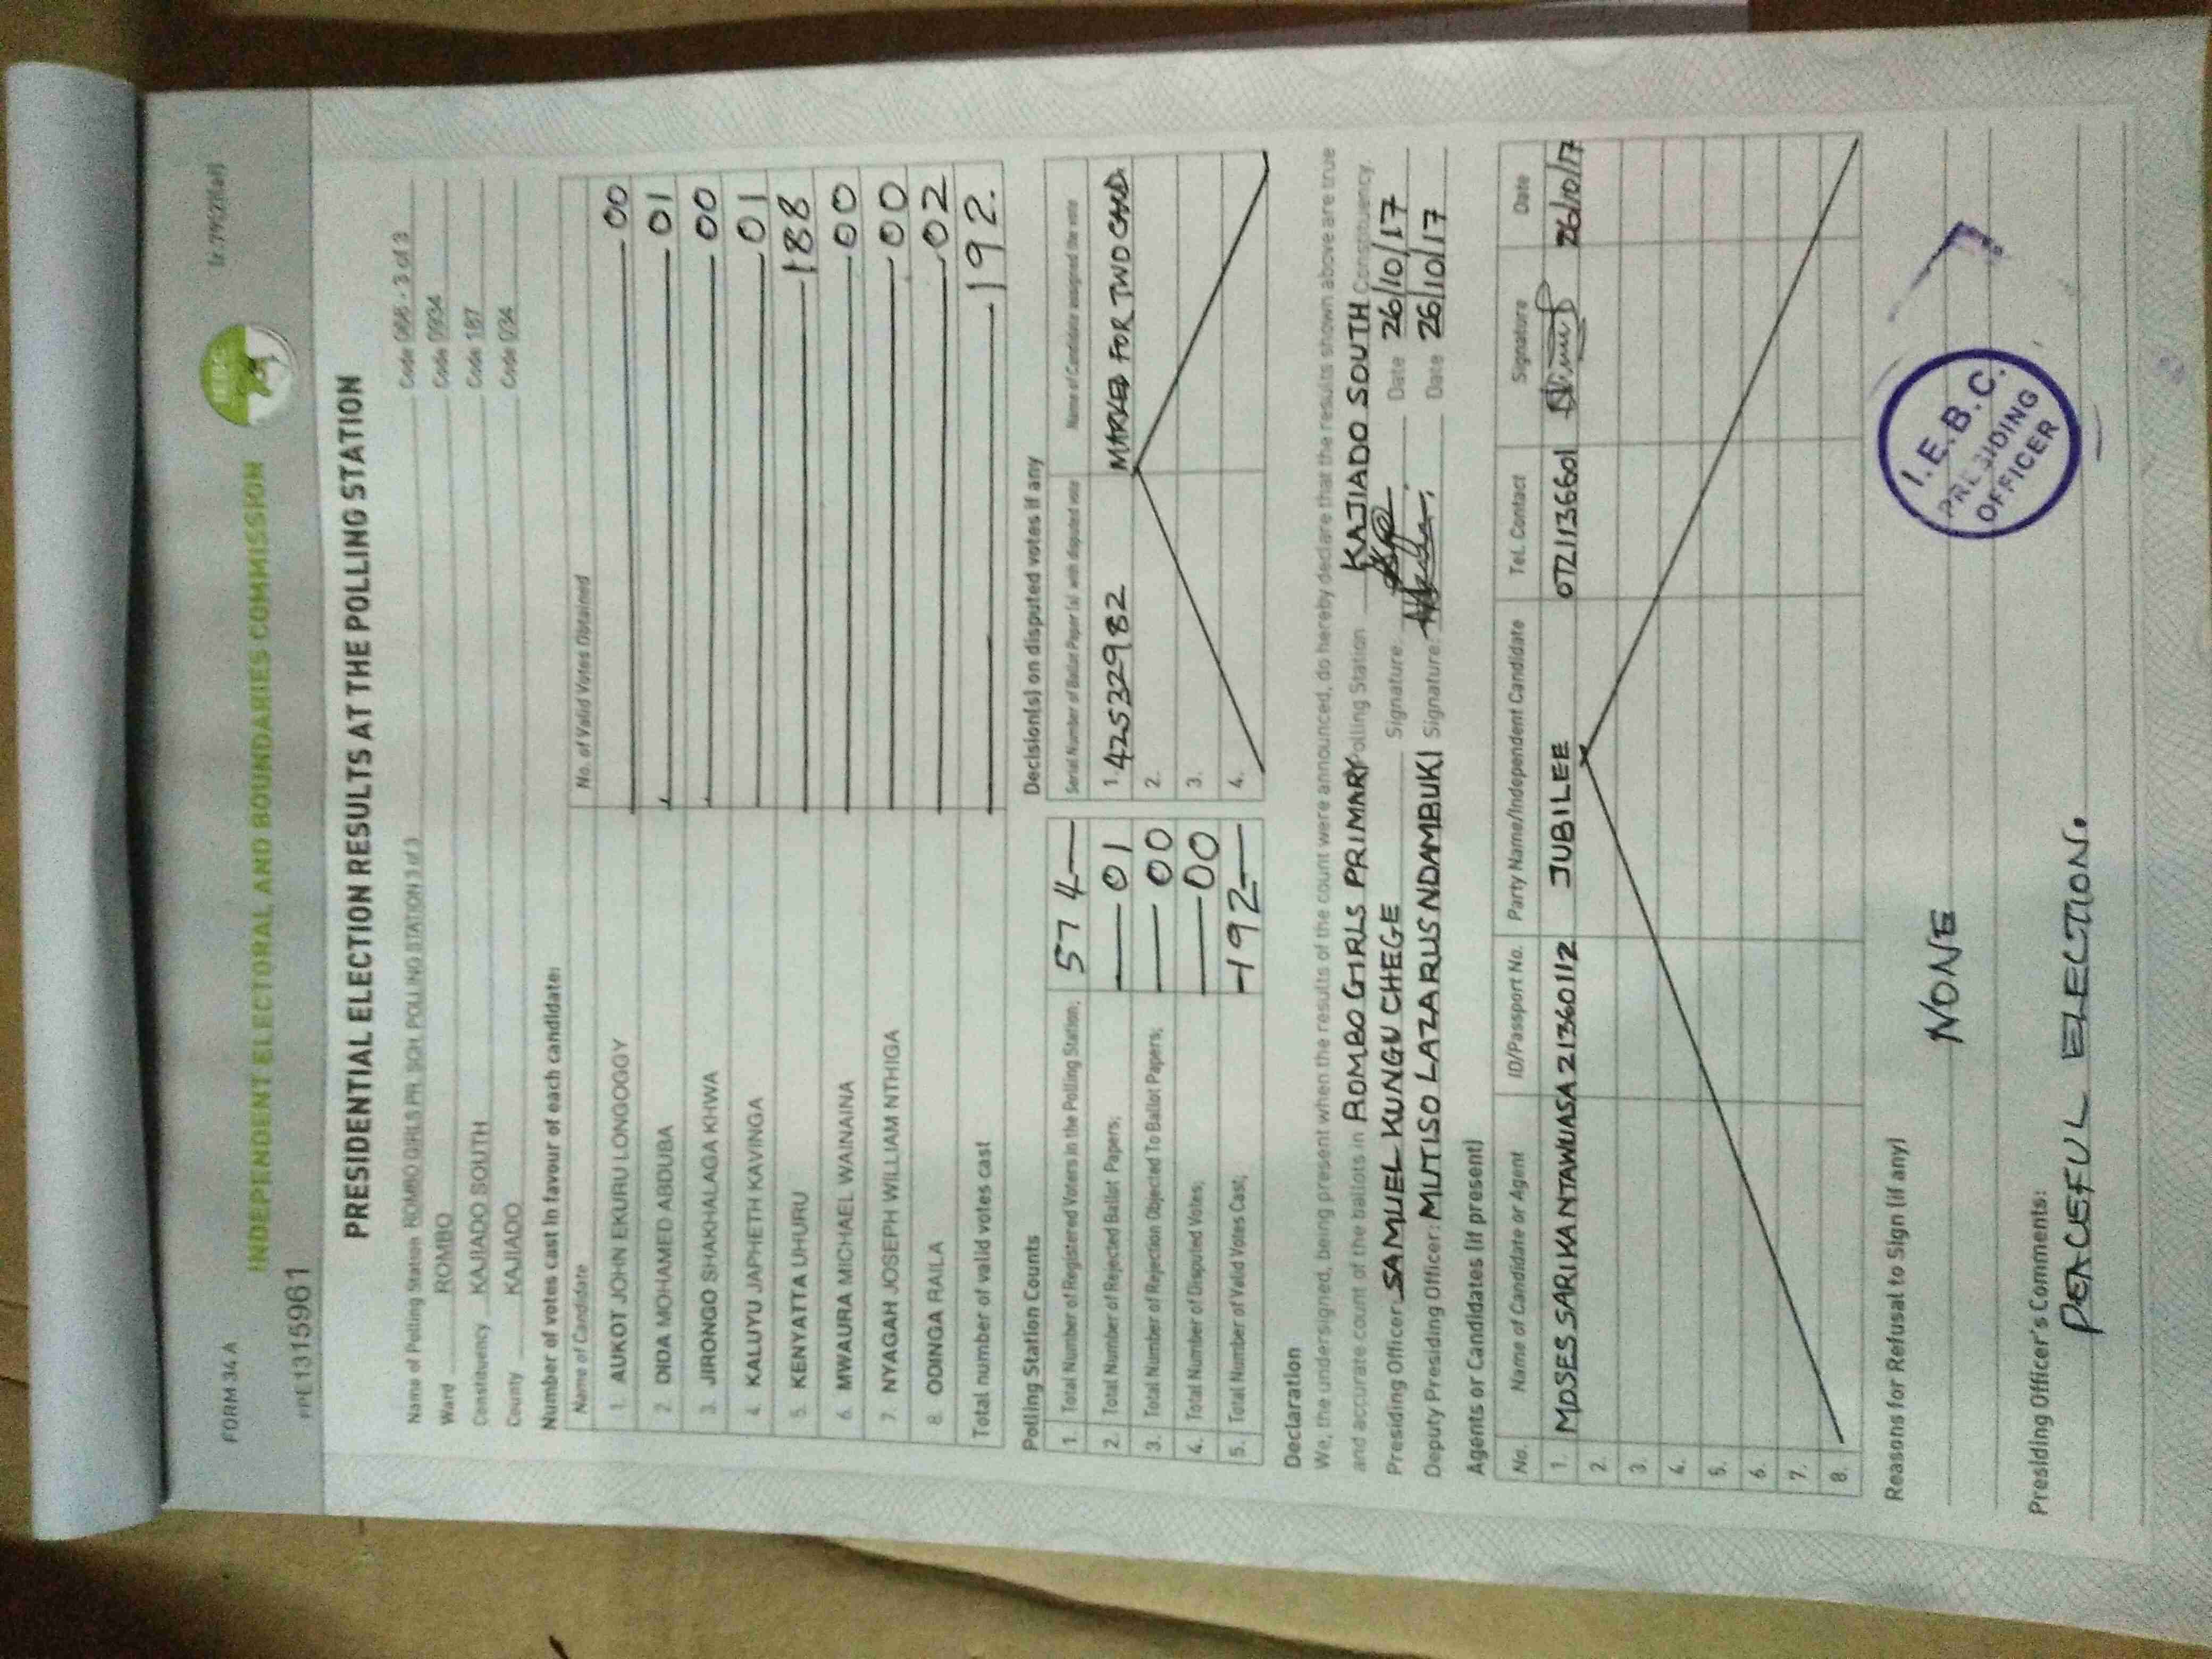 FORM 34 A
INDEPENDENT ELECTORAL AND BOUNDARIES COMMISSION
PPE 1315961
PRESIDENTIAL ELECTION RESULTS AT THE POLLING STATION
Name of Polling Station ROMBO GIRLS PR. SCH. POLLING STATION 3 of 3 Code 066 - 3 of 3
Ward ROMBO Code 0934
Constituency KAJIADO SOUTH Code 187
County KAJIADO Code 034
Number of votes cast in favour of each candidate:
Name of Candidate No. of Valid Votes Obtained
1. AUKOT JOHN EKURU LONGOGGY 00
2. DIDA MOHAMED ABDUBA 01
3. JIRONGO SHAKHALAGA KHWA 00
4. KALUYU JAPHETH KAVINGA 01
5. KENYATTA UHURU 188
6. MWAURA MICHAEL WAINAINA 00
7. NYAGAH JOSEPH WILLIAM NTHIGA 00
8. ODINGA RAILA 02
Total number of valid votes cast 192.
Polling Station Counts
1. Total Number of Registered Voters in the Polling Station; 574
2. Total Number of Rejected Ballot Papers; 01
3. Total Number of Rejection Objected To Ballot Papers; 00
4. Total Number of Disputed Votes; 00
5. Total Number of Valid Votes Cast; 192
Decision(s) on disputed votes if any
Serial Number of Ballot Paper (s) with disputed vote Name of Candidate assigned the vote
1. 42532982 MARKED FOR TWO
2.
3.
4.
Declaration
We, the undersigned, being present when the results of the count were announced, do hereby declare that the results shown above are true
and accurate count of the ballots in ROMBO GIRLS PRIMARY Polling Station KAJIADO SOUTH Constituency.
Presiding Officer SAMUEL KUNGU CHEGE Signature: Date 26/10/17
Deputy Presiding Officer: MUTISO LAZARUS NDAMBUKI Signature: Date 26/10/17
Agents or Candidates (if present)
No. Name of Candidate or Agent ID/Passport No. Party Name/Independent Candidate Tel. Contact Signature Date
1. MOSES SARIKA NTAWUASA 21360112 JUBILEE 0721136601 26/10/17
2.
3.
4.
5.
6.
7.
8.
Reasons for Refusal to Sign (if any)
NONE
I.E.B.C.
PRESIDING
OFFICER
Presiding Officer's Comments:
PEACEFUL ELECTION.